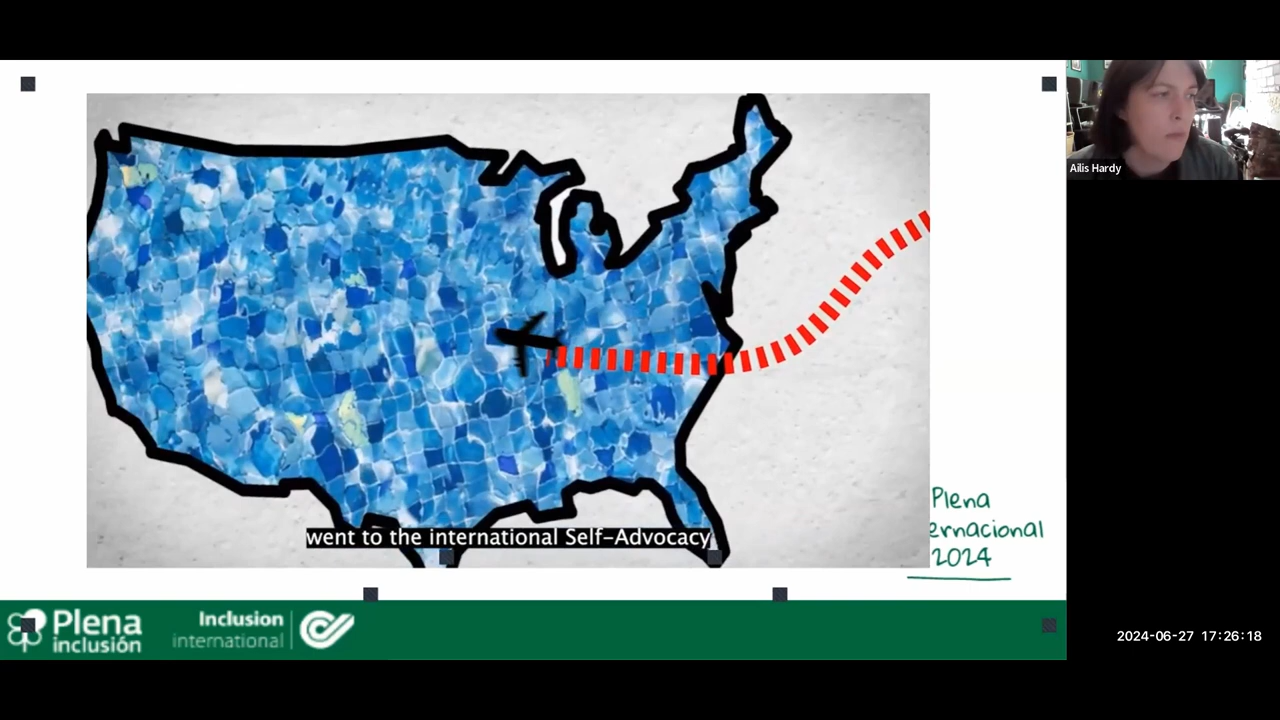 Ailis Hardy
went to the international Self-Advocacy
Plena
ernacional
2024
Plena
inclusión
Inclusion
international
2024-06-27 17:26:18